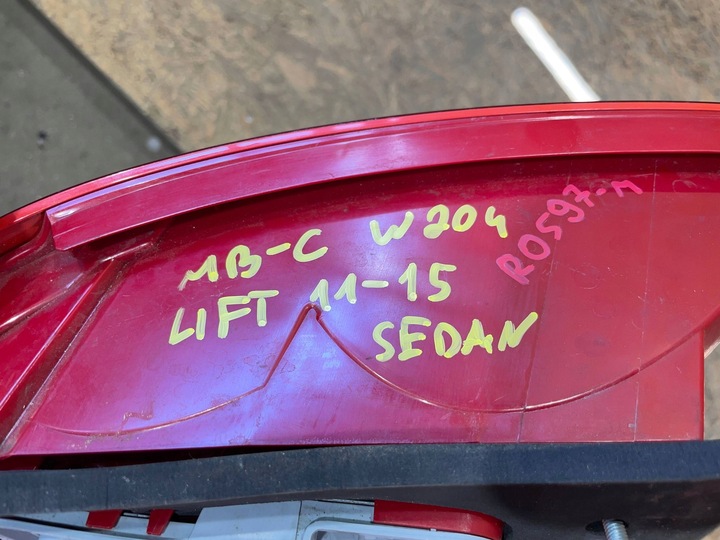 MB-C W204
LIFT 11-15
SEDAN
R0597-M